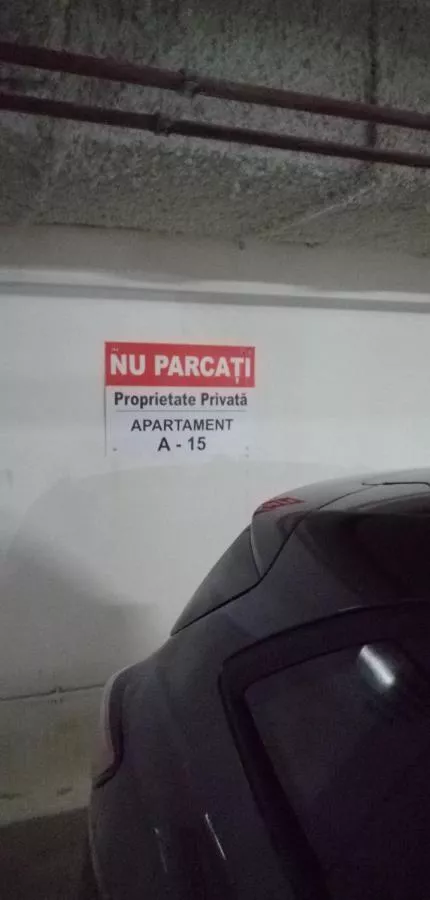 NU PARCAȚI
Proprietate Privată
APARTAMENT
A - 15